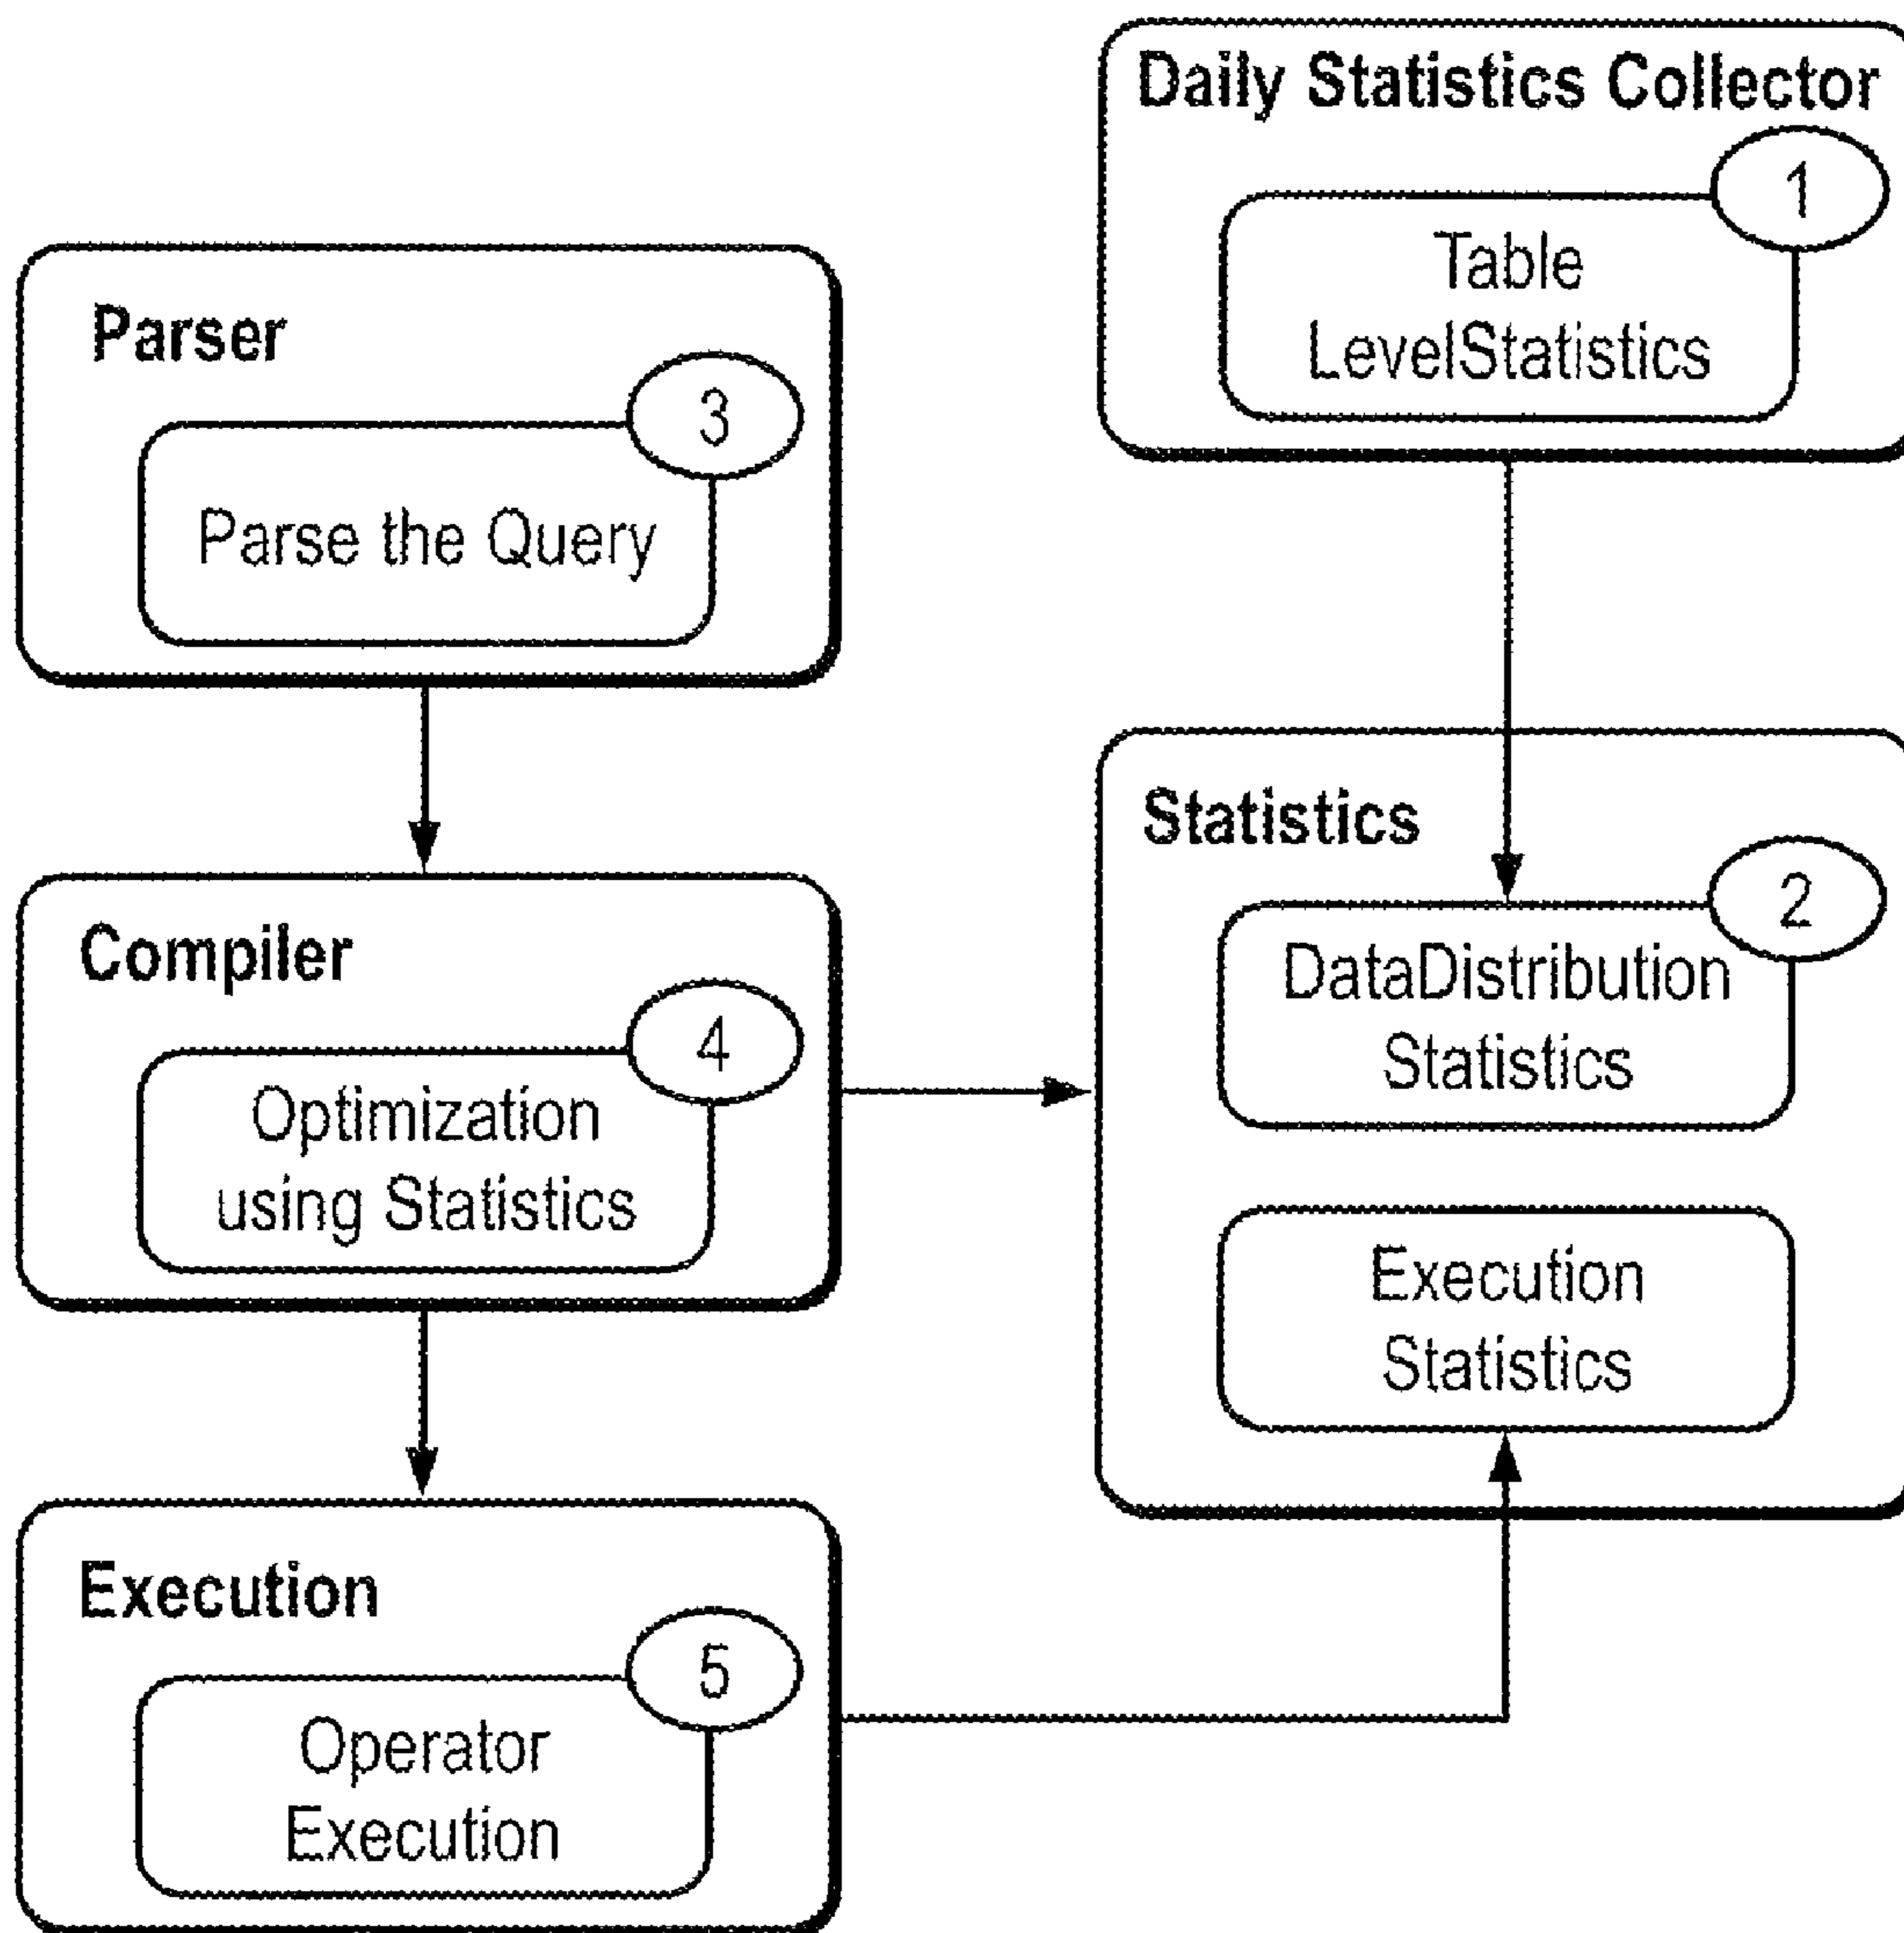 Daily Statistics Collector
1
Table
LevelStatistics
Parser
3
Parse the Query
Statistics
2
DataDistribution
Statistics
Compiler
4
Optimization
using Statistics
Execution
Statistics
Execution
5
Operator
Execution